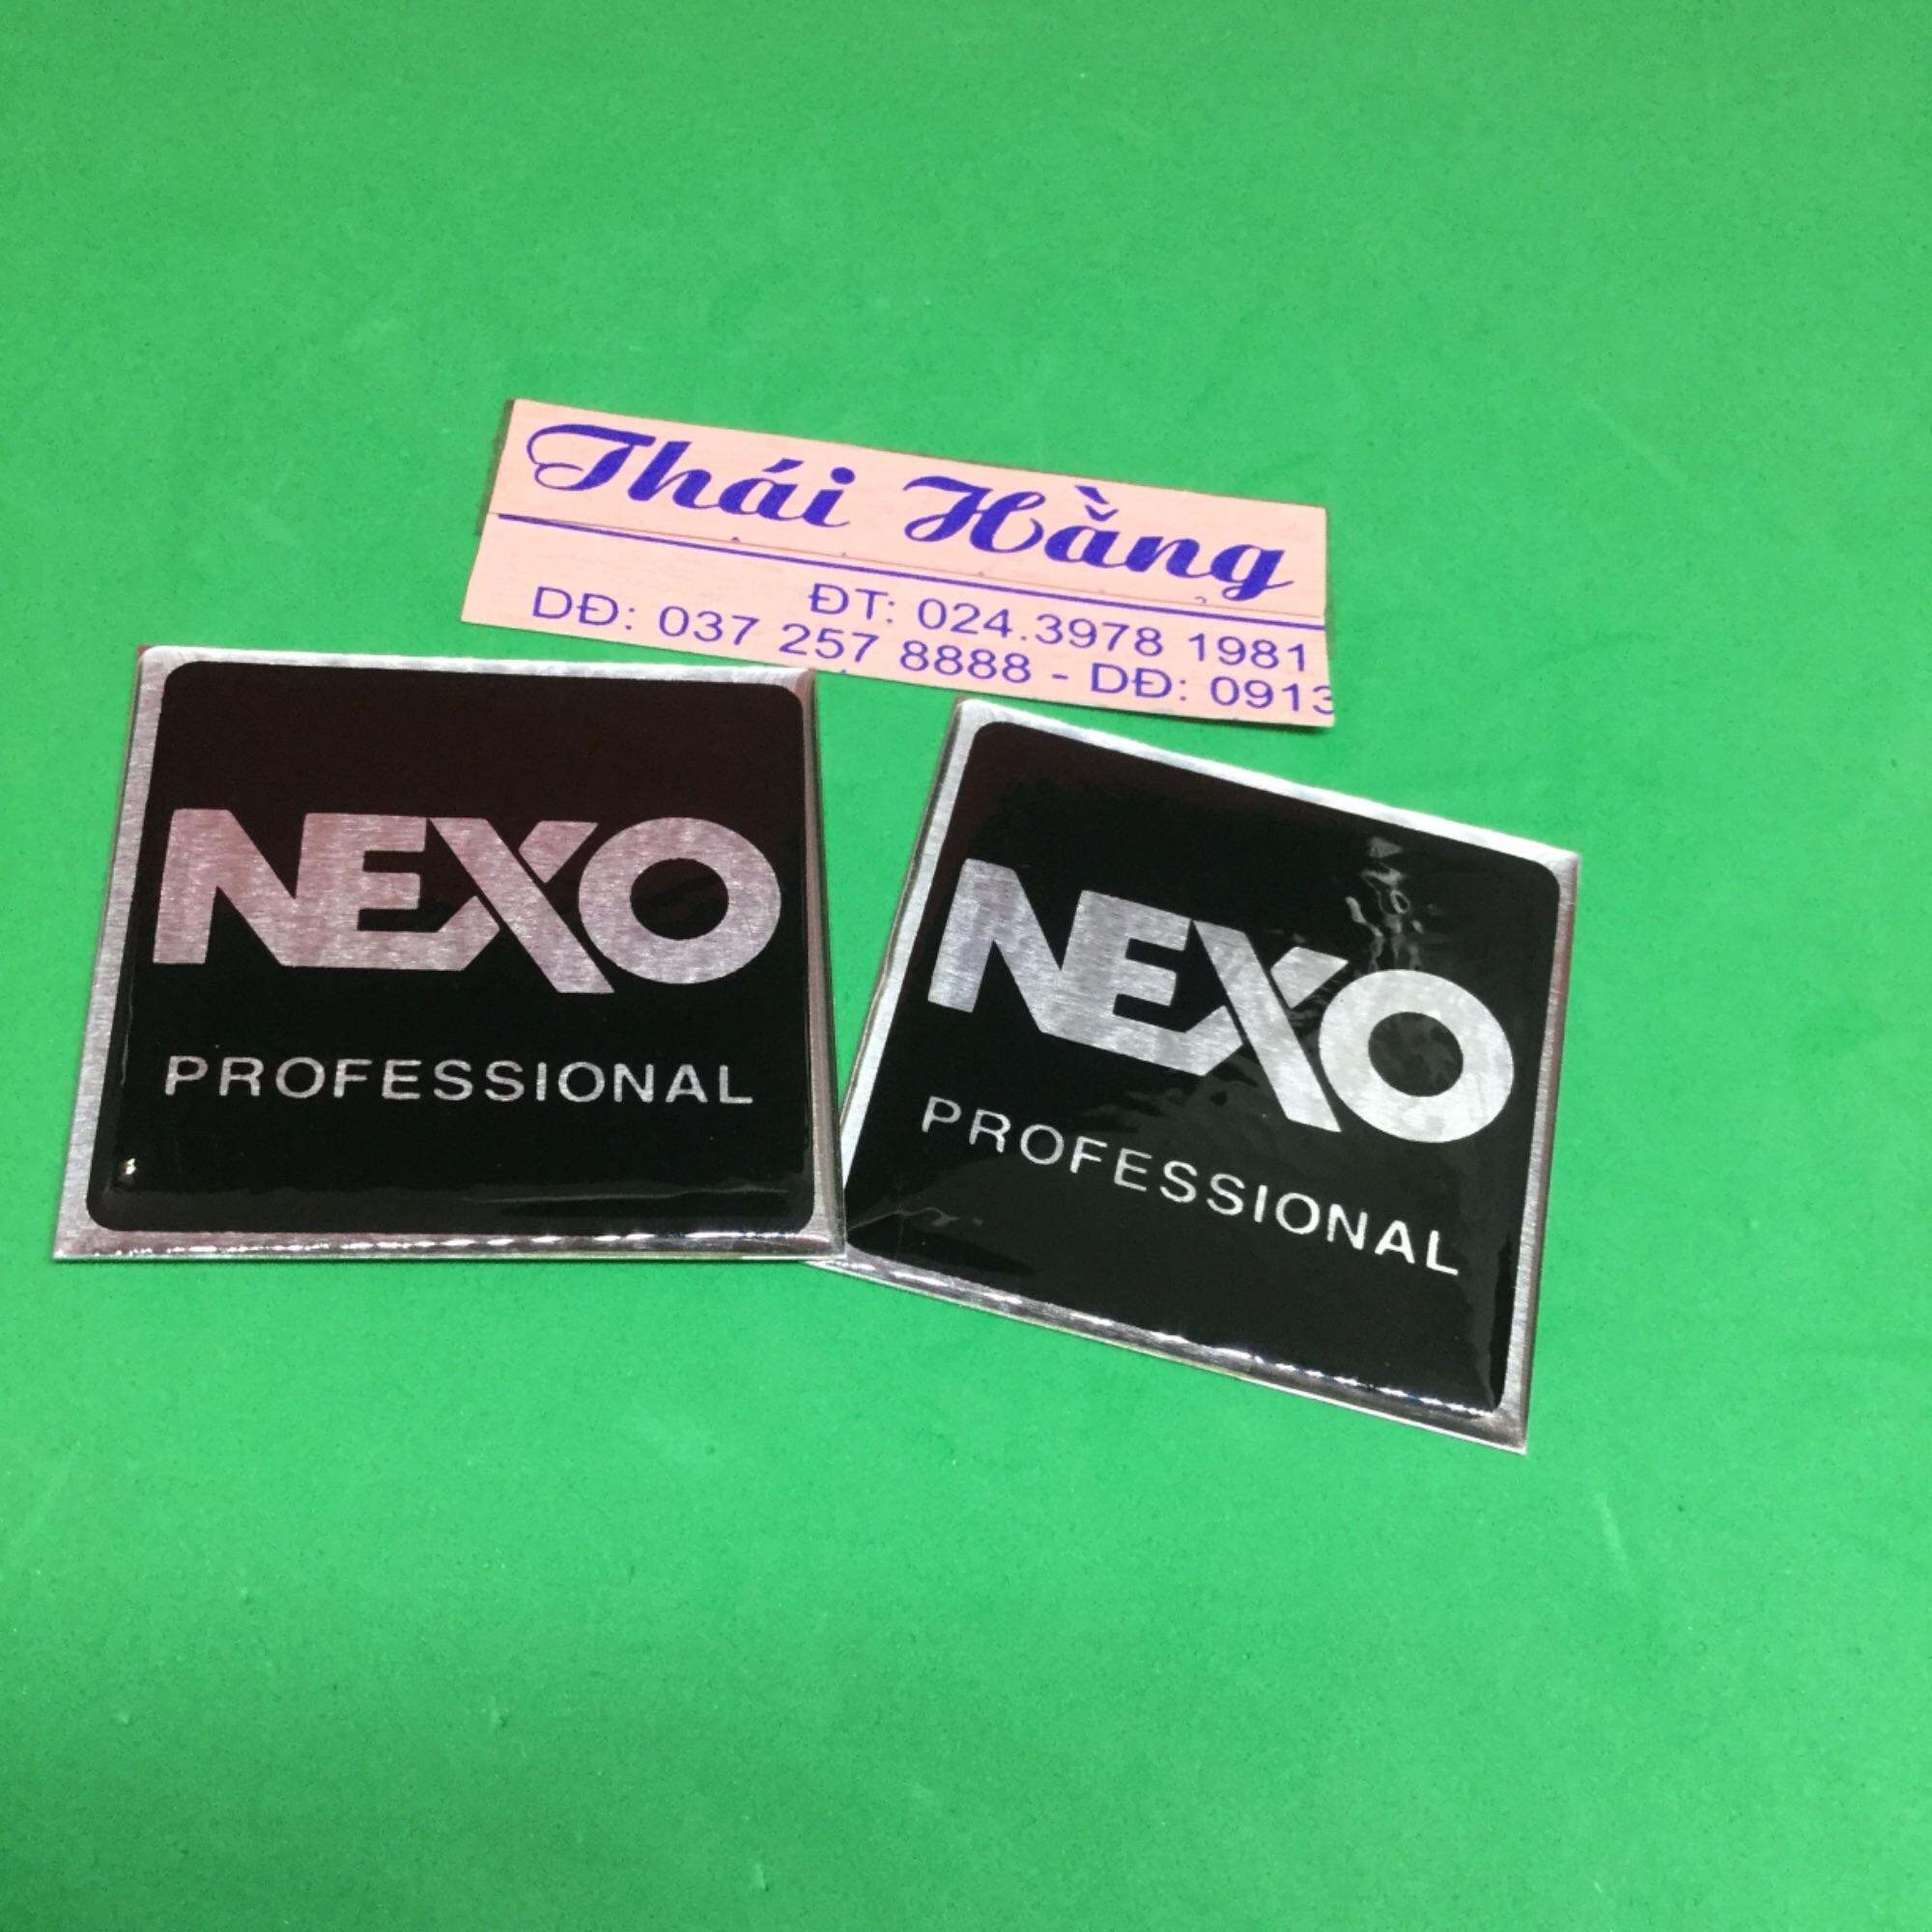 Thái Hằng
ĐT: 024.3978 1981
DĐ: 037 257 8888 - DĐ: 0913
NEXO
PROFESSIONAL
NEXO
PROFESSIONAL